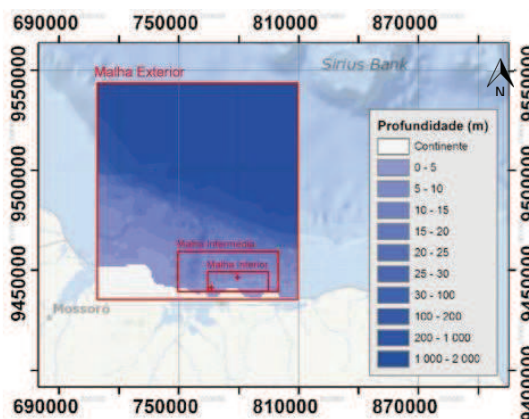 690000 750000 810000 870000
Sirius Bank
Malha Exterior
N
9550000
9500000
9450000
9550000
9500000
9450000
Profundidade (m)
Continente
0 - 5
5 - 10
10 - 15
15 - 20
20 - 25
25 - 30
30 - 100
100 - 200
200 - 1 000
1 000 - 2 000
Malha Intermédia
Malha Interior
Mossoró
690000 750000 810000 870000